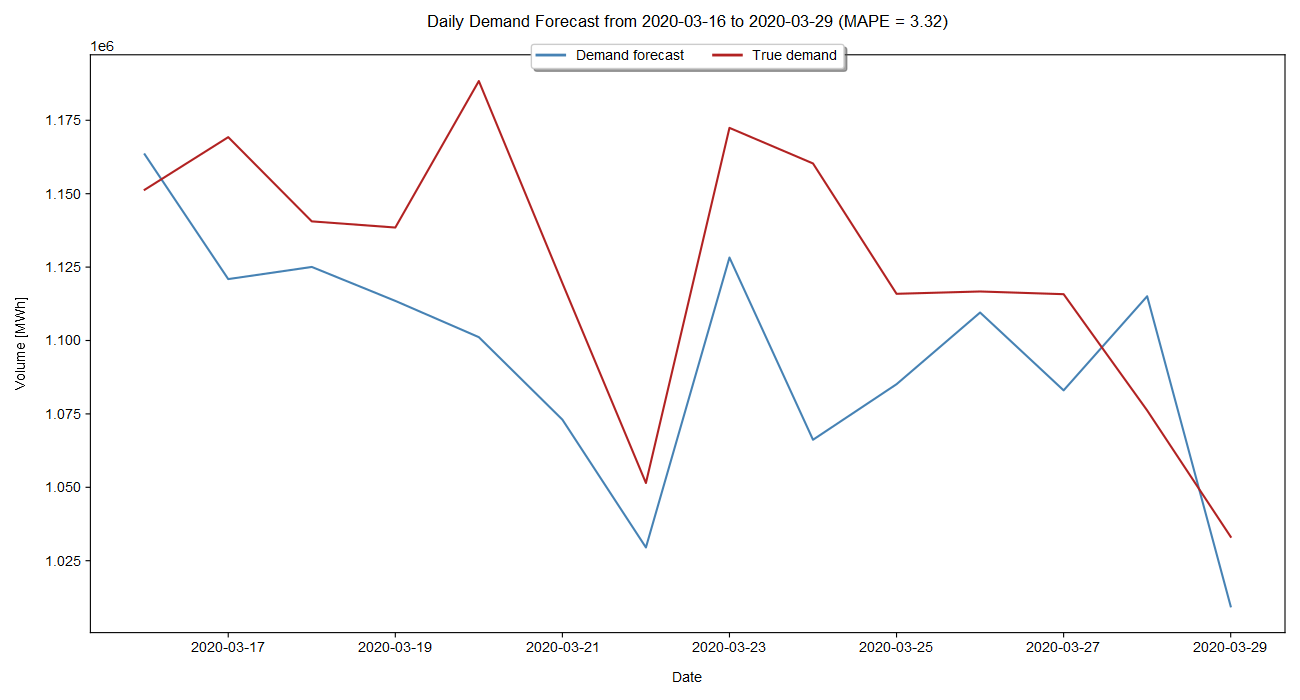 Daily Demand Forecast from 2020-03-16 to 2020-03-29 (MAPE = 3.32)
1e6
Demand forecast
True demand
1.175
1.150
1.125
1.100
1.075
1.050
1.025
Volume [MWh]
2020-03-17
2020-03-19
2020-03-21
2020-03-23
2020-03-25
2020-03-27
2020-03-29
Date